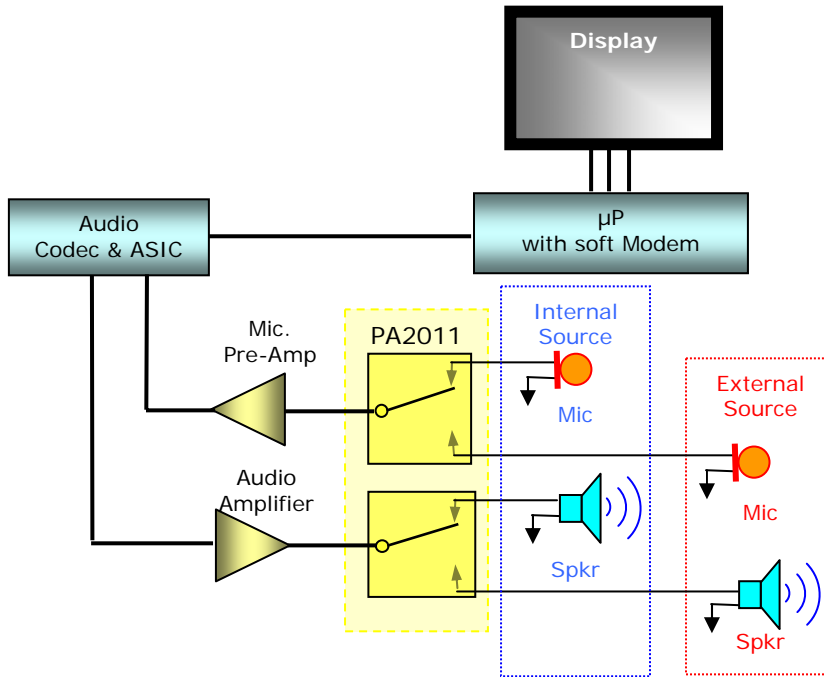 Display
Audio
Codec & ASIC
µP
with soft Modem
Mic.
Pre-Amp
PA2011
Internal
Source
Mic
External
Source
Mic
Audio
Amplifier
Spkr
Spkr